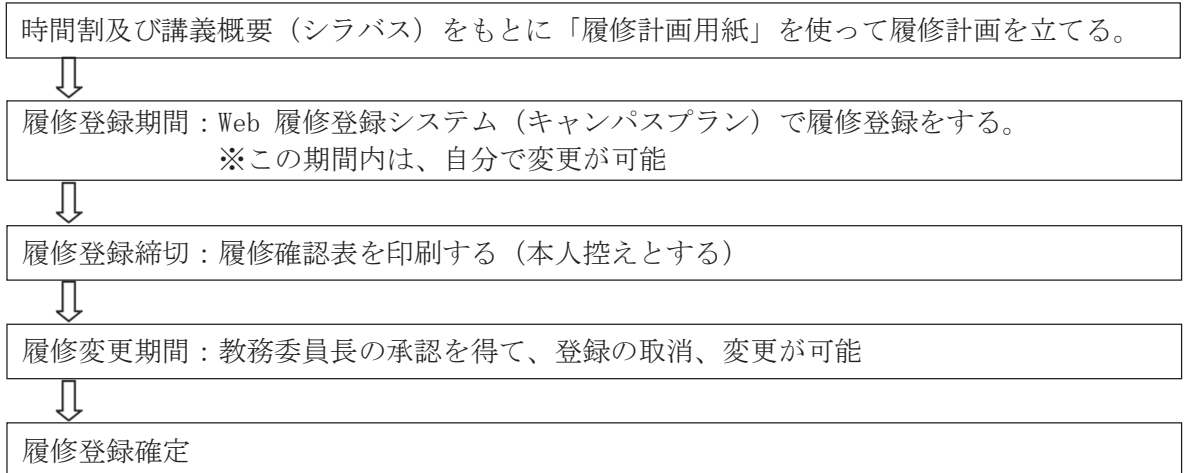 時間割及び講義概要（シラバス）をもとに「履修計画用紙」を使って履修計画を立てる。
履修登録期間：Web 履修登録システム（キャンパスプラン）で履修登録をする。
※この期間内は、自分で変更が可能
履修登録締切：履修確認表を印刷する（本人控えとする）
履修変更期間：教務委員長の承認を得て、登録の取消、変更が可能
履修登録確定